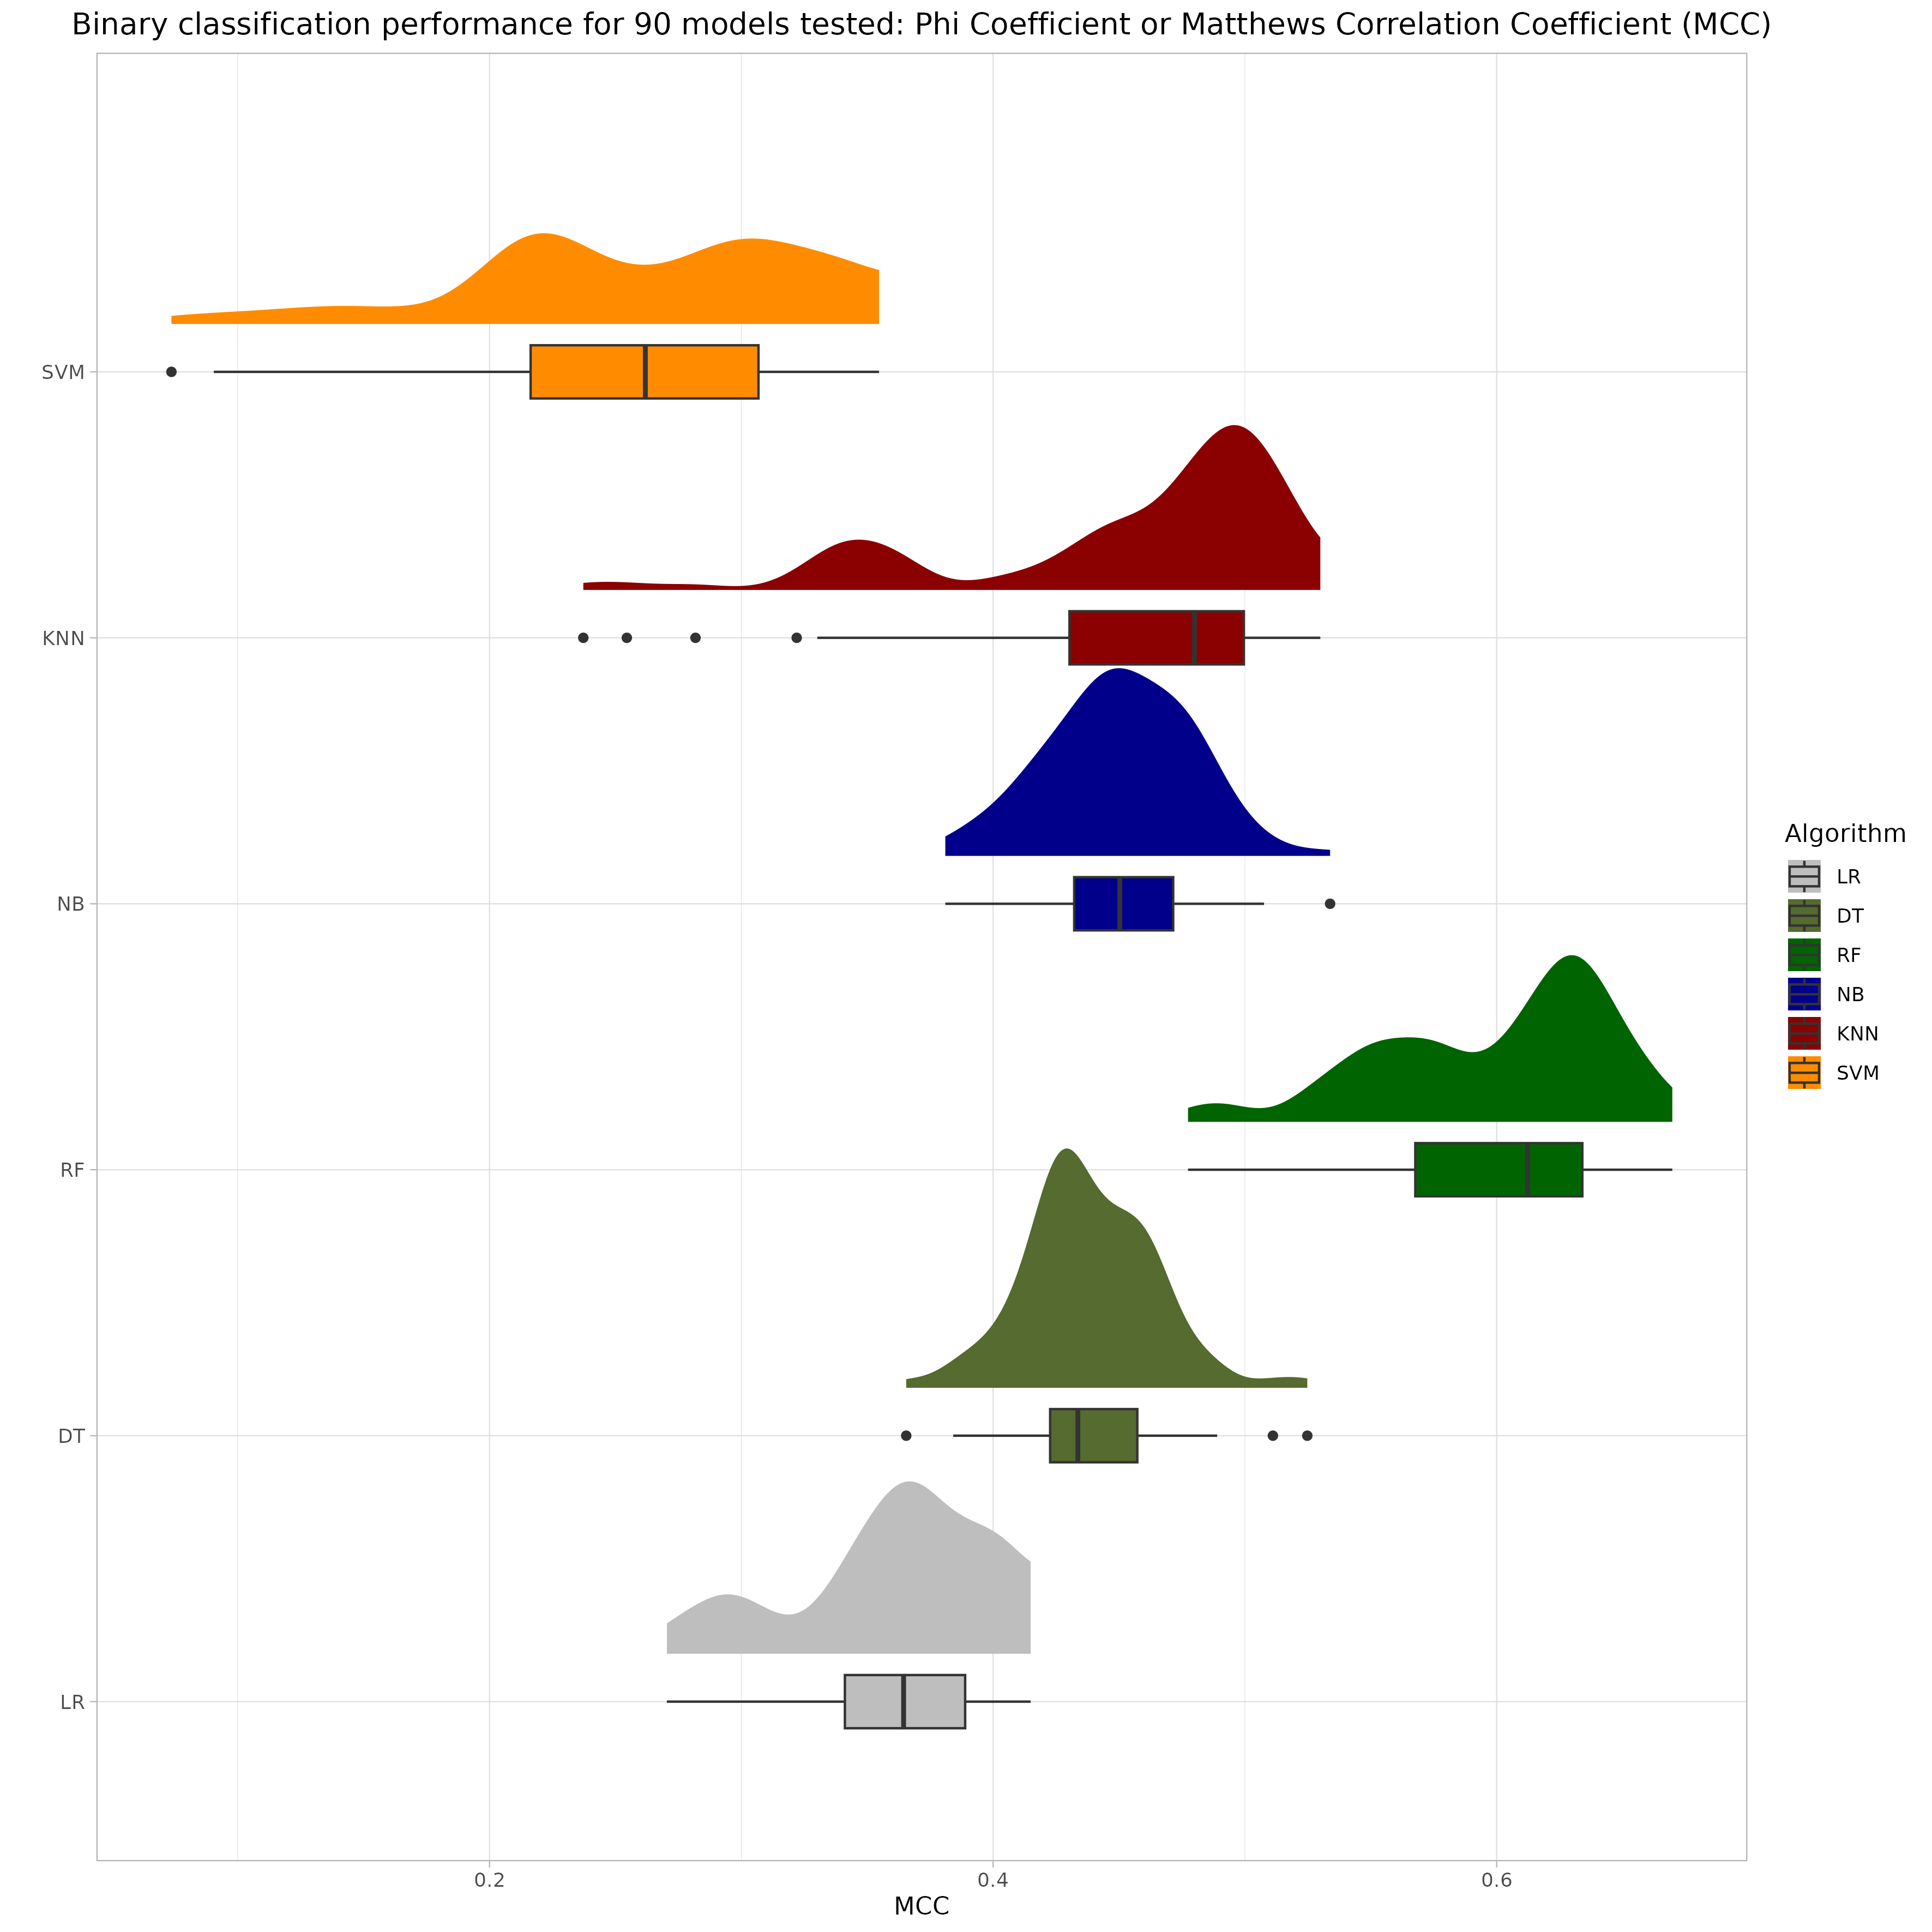 Binary classification performance for 90 models tested: Phi Coefficient or Matthews Correlation Coefficient (MCC)
SVM
KNN
NB
RF
DT
LR
0.2
0.4
0.6
MCC
Algorithm
LR
DT
RF
NB
KNN
SVM